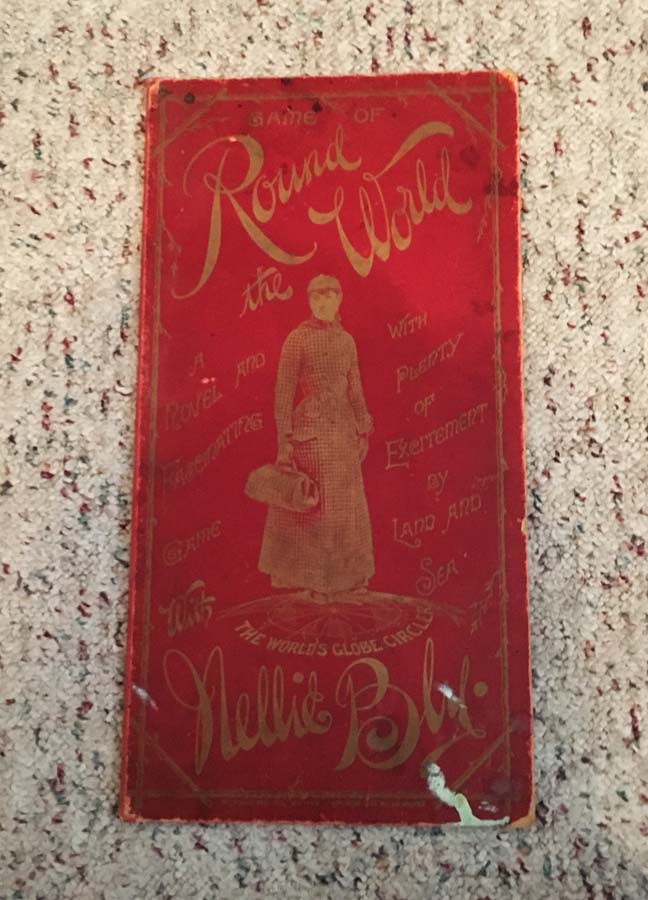 GAME OF
Round
the World
A
NOVEL AND
FASCINATING
GAME
WITH
PLENTY
OF
EXCITEMENT
BY
LAND AND
SEA
With
THE WORLD'S GLOBE CIRCLER
Nellie Bly.